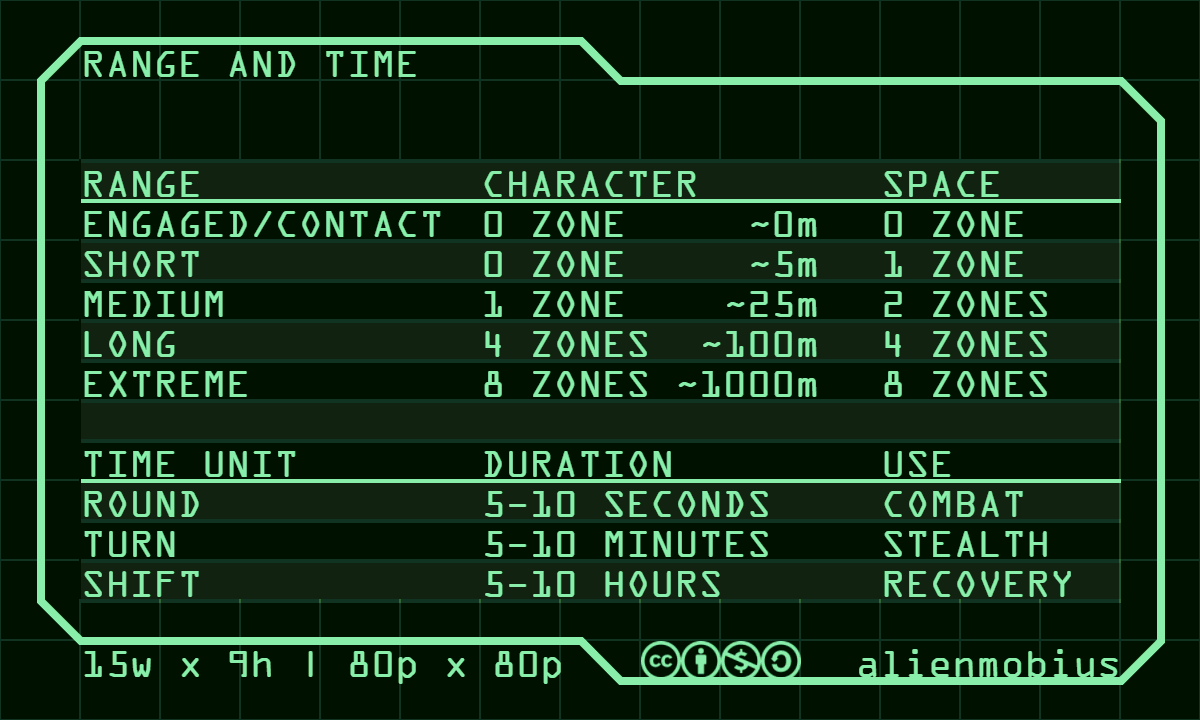 RANGE AND TIME
RANGE CHARACTER SPACE
ENGAGED/CONTACT 0 ZONE ~0m 0 ZONE
SHORT 0 ZONE ~5m 1 ZONE
MEDIUM 1 ZONE ~25m 2 ZONES
LONG 4 ZONES ~100m 4 ZONES
EXTREME 8 ZONES ~1000m 8 ZONES
TIME UNIT DURATION USE
ROUND 5-10 SECONDS COMBAT
TURN 5-10 MINUTES STEALTH
SHIFT 5-10 HOURS RECOVERY
15w x 9h | 80p x 80p cc alienmobius